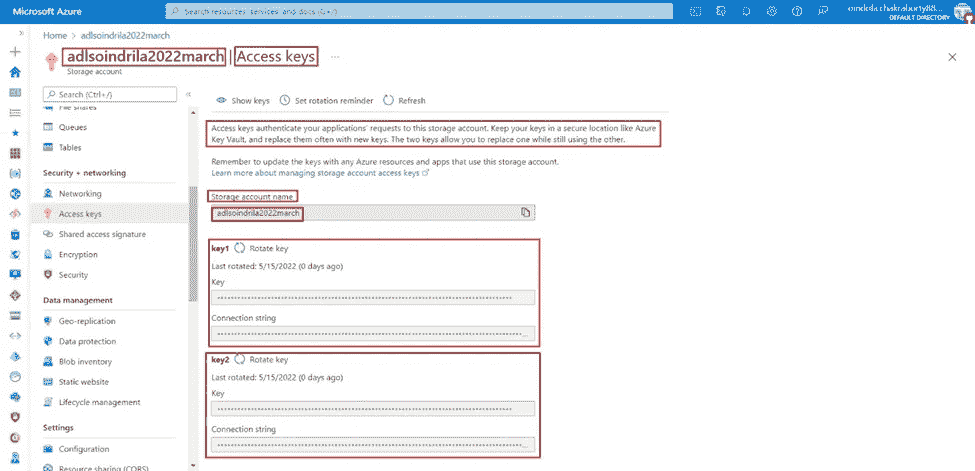 Microsoft Azure
Search resources, services, and docs (G+/)
DEFAULT DIRECTORY
Home > adlsoindrila2022march
adlsoindrila2022march | Access keys ...
Storage account
Search (Ctrl+/)
File shares
Queues
Tables
Security + networking
Networking
Access keys
Shared access signature
Encryption
Security
Data management
Geo-replication
Data protection
Blob inventory
Static website
Lifecycle management
Settings
Configuration
Resource sharing (CORS)
Show keys
Set rotation reminder
Refresh
Access keys authenticate your applications' requests to this storage account. Keep your keys in a secure location like Azure
Key Vault, and replace them often with new keys. The two keys allow you to replace one while still using the other.
Remember to update the keys with any Azure resources and apps that use this storage account.
Learn more about managing storage account access keys
Storage account name
adlsoindrila2022march
key1 Rotate key
Last rotated: 5/15/2022 (0 days ago)
Key
Connection string
key2 Rotate key
Last rotated: 5/15/2022 (0 days ago)
Key
Connection string